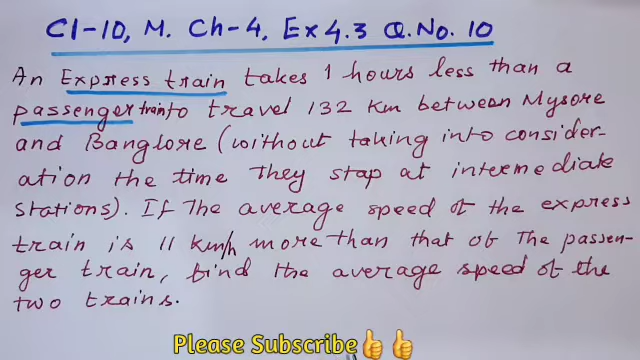 Cl-10, M. Ch-4, Ex 4.3 Q.No. 10
An Express train takes 1 hours less than a
passenger train to travel 132 km between Mysore
and Banglore (without taking into consider-
ation the time they stop at intermediate
stations). If the average speed of the express
train is 11 km/h more than that of the passen-
ger train, find the average speed of the
two trains.
Please Subscribe👍👍